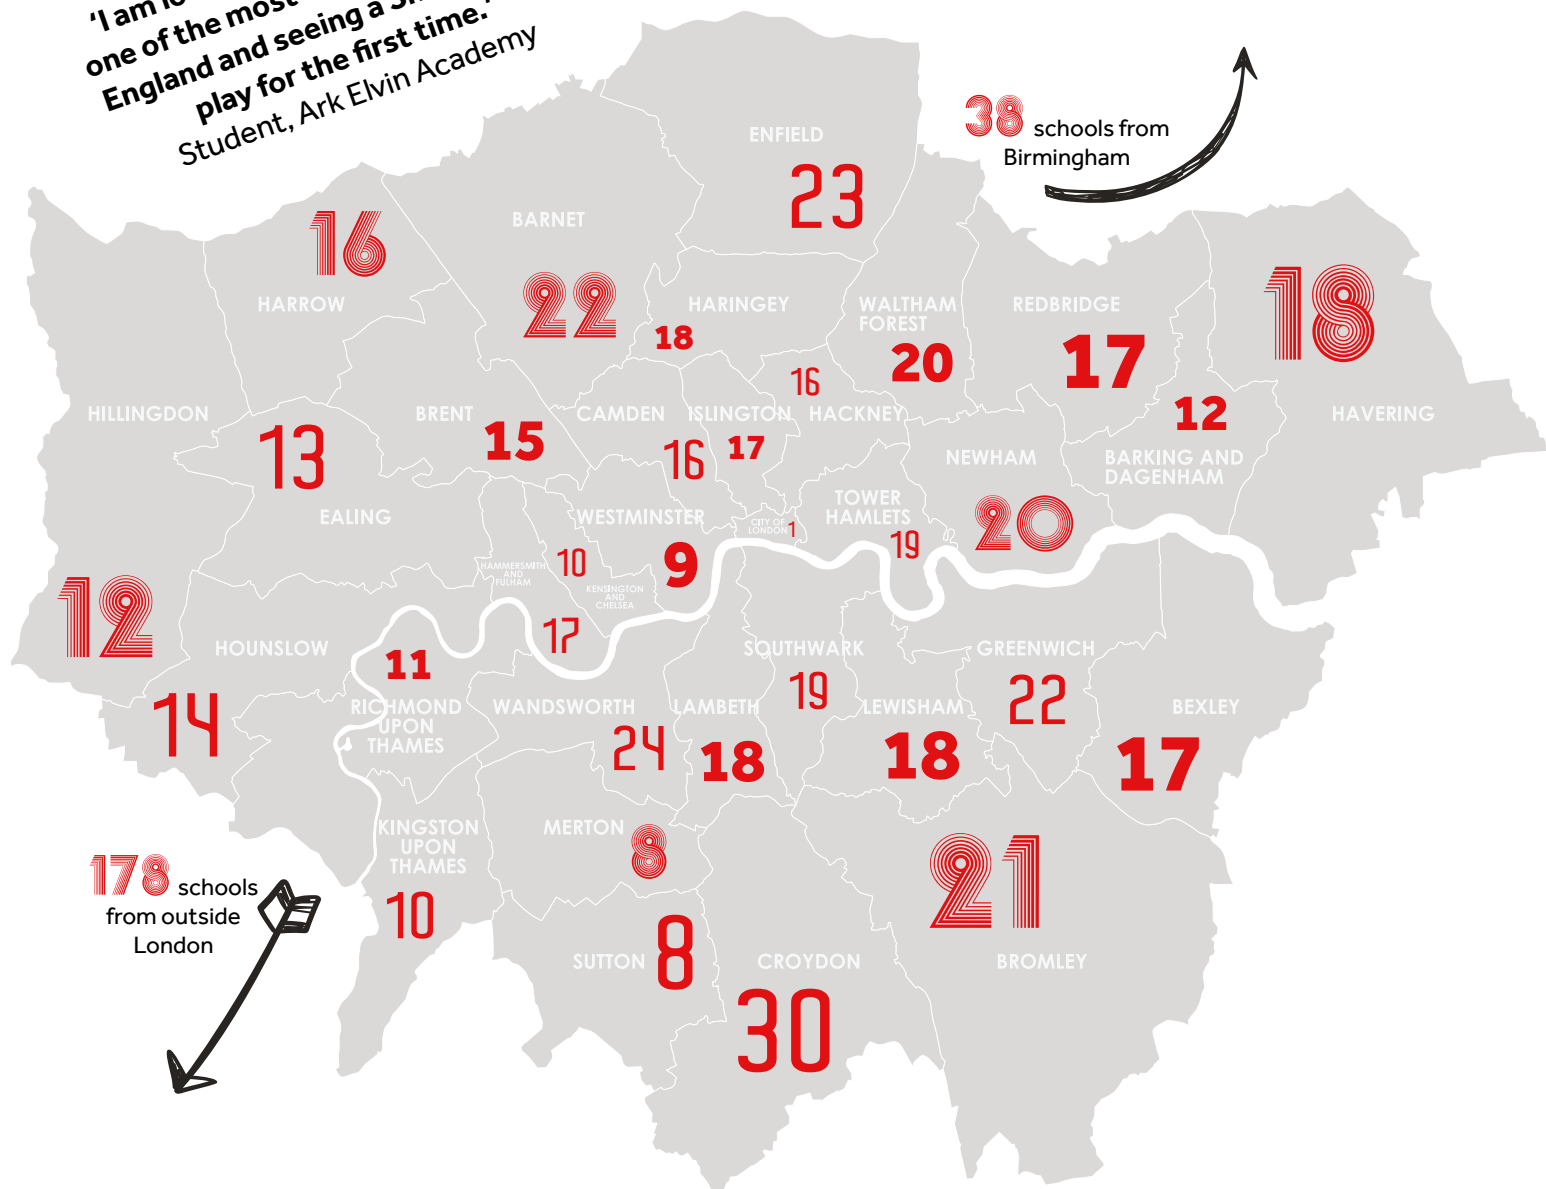 'I am lo
one of the most
England and seeing a
play for the first time.'
Student, Ark Elvin Academy
38 schools from
Birmingham
ENFIELD
23
BARNET
22
16
HARROW
HARINGEY
18
WALTHAM
FOREST
20
REDBRIDGE
17
18
HAVERING
HILLINGDON
12
13
EALING
BRENT
15
CAMDEN
16
ISLINGTON
17
16
HACKNEY
NEWHAM
20
12
BARKING AND
DAGENHAM
TOWER
HAMLETS
19
WESTMINSTER
9
CITY OF
LONDON
1
HAMMERSMITH
AND
FULHAM
17
10
KENSINGTON
AND
CHELSEA
HOUNSLOW
14
11
RICHMOND
UPON
THAMES
WANDSWORTH
24
LAMBETH
18
SOUTHWARK
19
LEWISHAM
18
GREENWICH
22
BEXLEY
17
KINGSTON
UPON
THAMES
10
MERTON
8
SUTTON
8
CROYDON
30
21
BROMLEY
178 schools
from outside
London